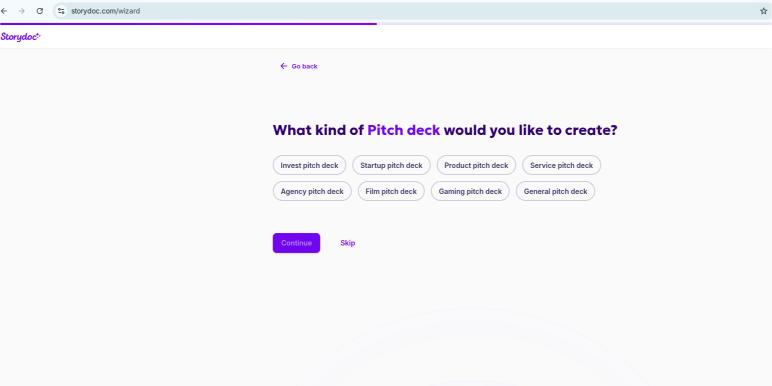 storydoc.com/wizard
Storydoc
Go back
What kind of Pitch deck would you like to create?
Invest pitch deck Startup pitch deck Product pitch deck Service pitch deck
Agency pitch deck Film pitch deck Gaming pitch deck General pitch deck
Continue Skip